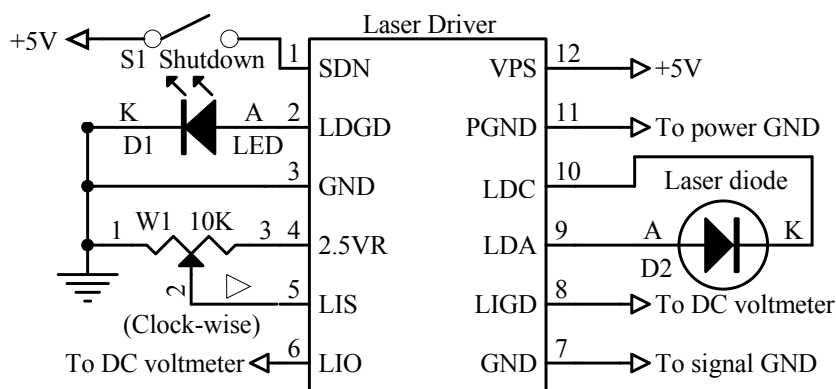 Laser Driver
+5V
S1 Shutdown
1 SDN
VPS 12 +5V
K A
D1 LED
2 LDGD
PGND 11 To power GND
3 GND
LDC 10
Laser diode
1 W1 10K 3 4 2.5VR
LDA 9 A K
D2
2
5 LIS
LIGD 8 To DC voltmeter
(Clock-wise)
To DC voltmeter 6 LIO
GND 7 To signal GND